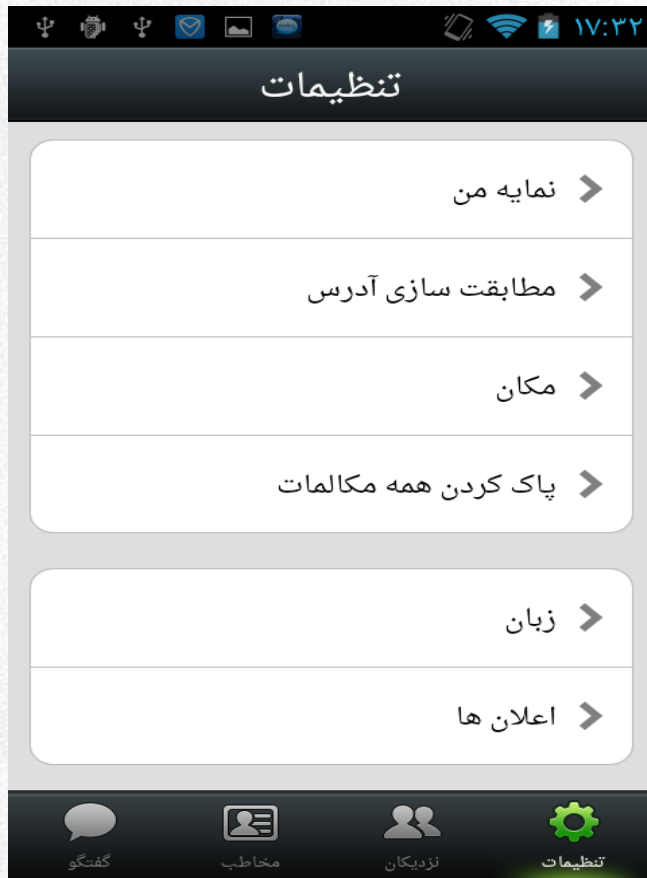 ۱۷:۳۲
تنظیمات
نمایه من
مطابقت سازی آدرس
مکان
پاک کردن همه مکالمات
زبان
اعلان ها
تنظیمات نزدیکان مخاطب گفتگو